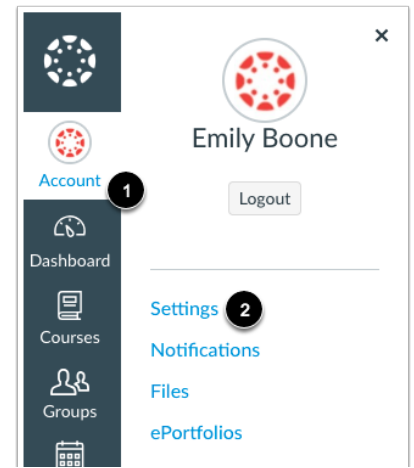 ×
Emily Boone
Account
1
Logout
Dashboard
Settings 2
Courses
Notifications
Files
Groups
ePortfolios